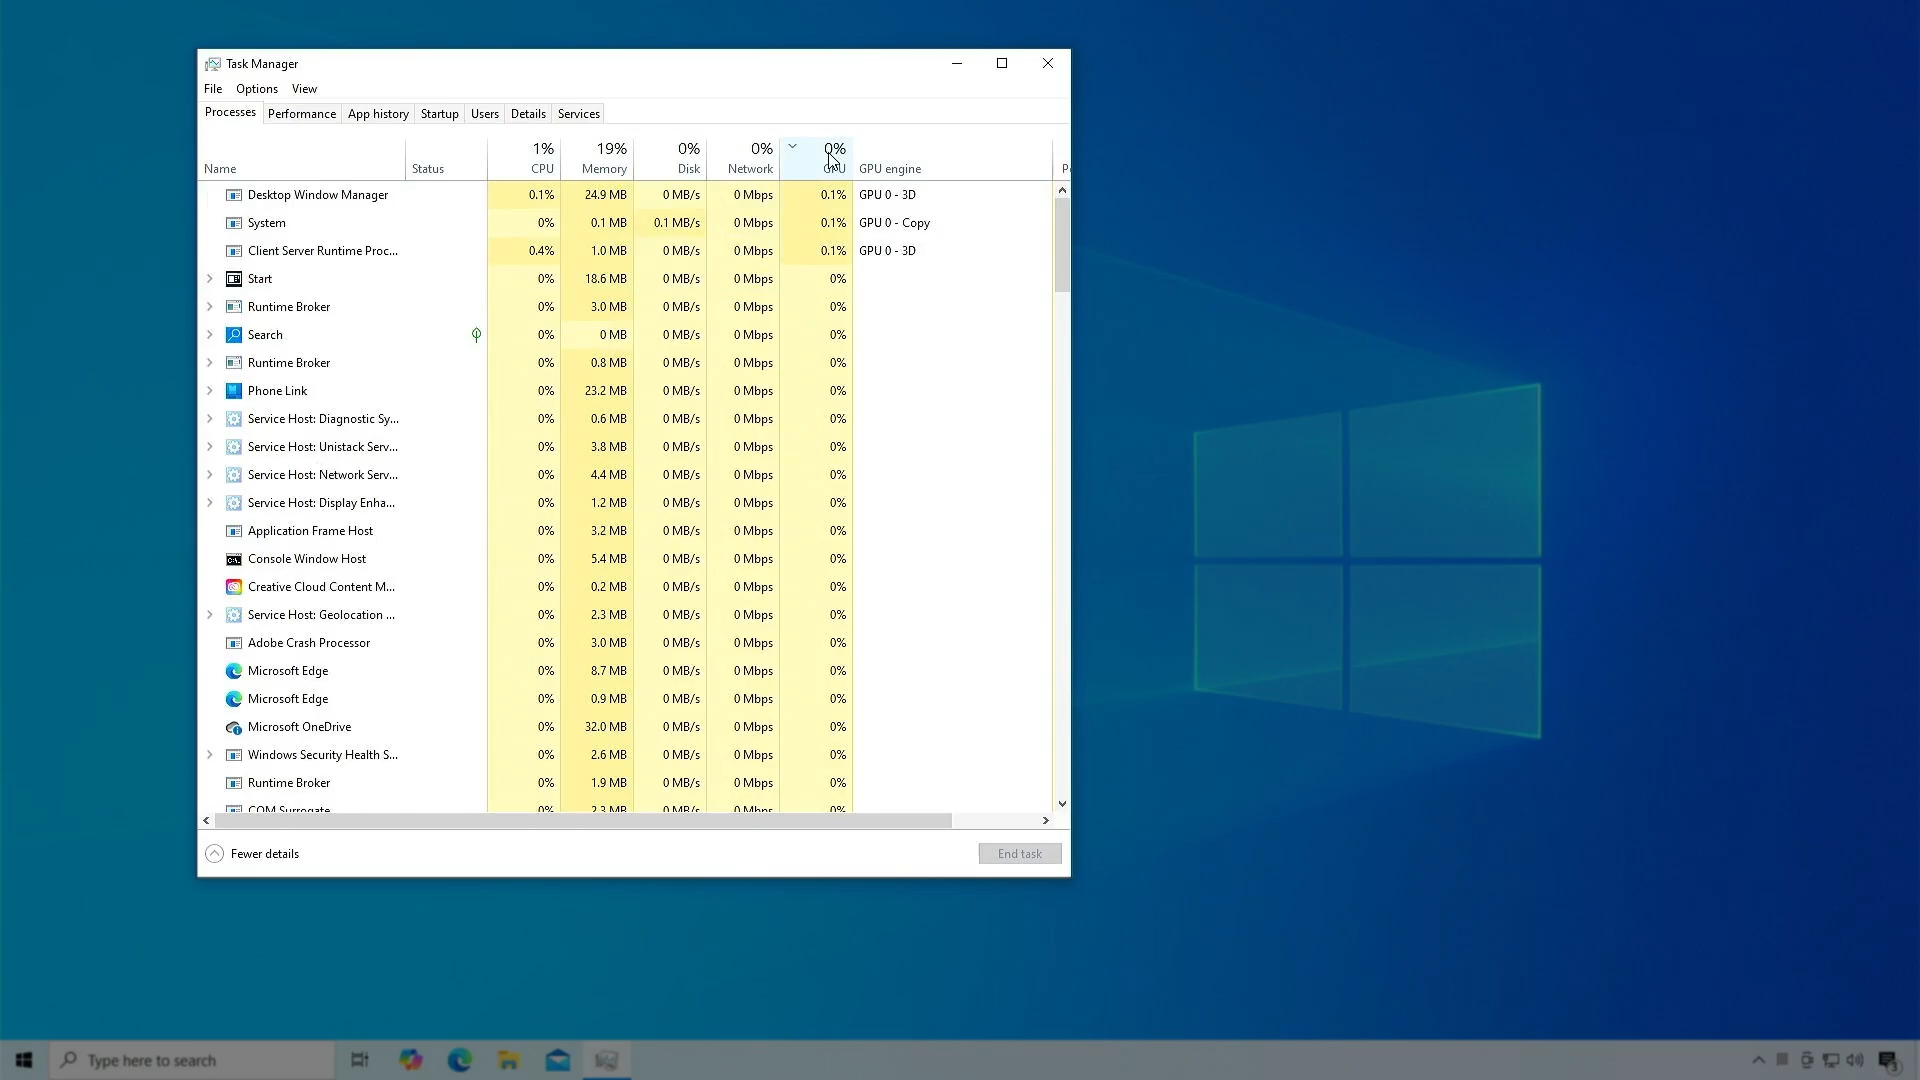 Task Manager
File Options View
Processes Performance App history Startup Users Details Services
1% 19% 0% 0% 0%
Name Status CPU Memory Disk Network GPU GPU engine
Desktop Window Manager 0.1% 24.9 MB 0 MB/s 0 Mbps 0.1% GPU 0 - 3D
System 0% 0.1 MB 0.1 MB/s 0 Mbps 0.1% GPU 0 - Copy
Client Server Runtime Proc... 0.4% 1.0 MB 0 MB/s 0 Mbps 0.1% GPU 0 - 3D
Start 0% 18.6 MB 0 MB/s 0 Mbps 0%
Runtime Broker 0% 3.0 MB 0 MB/s 0 Mbps 0%
Search 0% 0 MB 0 MB/s 0 Mbps 0%
Runtime Broker 0% 0.8 MB 0 MB/s 0 Mbps 0%
Phone Link 0% 23.2 MB 0 MB/s 0 Mbps 0%
Service Host: Diagnostic Sy... 0% 0.6 MB 0 MB/s 0 Mbps 0%
Service Host: Unistack Serv... 0% 3.8 MB 0 MB/s 0 Mbps 0%
Service Host: Network Serv... 0% 4.4 MB 0 MB/s 0 Mbps 0%
Service Host: Display Enha... 0% 1.2 MB 0 MB/s 0 Mbps 0%
Application Frame Host 0% 3.2 MB 0 MB/s 0 Mbps 0%
Console Window Host 0% 5.4 MB 0 MB/s 0 Mbps 0%
Creative Cloud Content M... 0% 0.2 MB 0 MB/s 0 Mbps 0%
Service Host: Geolocation ... 0% 2.3 MB 0 MB/s 0 Mbps 0%
Adobe Crash Processor 0% 3.0 MB 0 MB/s 0 Mbps 0%
Microsoft Edge 0% 8.7 MB 0 MB/s 0 Mbps 0%
Microsoft Edge 0% 0.9 MB 0 MB/s 0 Mbps 0%
Microsoft OneDrive 0% 32.0 MB 0 MB/s 0 Mbps 0%
Windows Security Health S... 0% 2.6 MB 0 MB/s 0 Mbps 0%
Runtime Broker 0% 1.9 MB 0 MB/s 0 Mbps 0%
COM Surrogate 0% 2.3 MB 0 MB/s 0 Mbps 0%
Fewer details End task
Type here to search